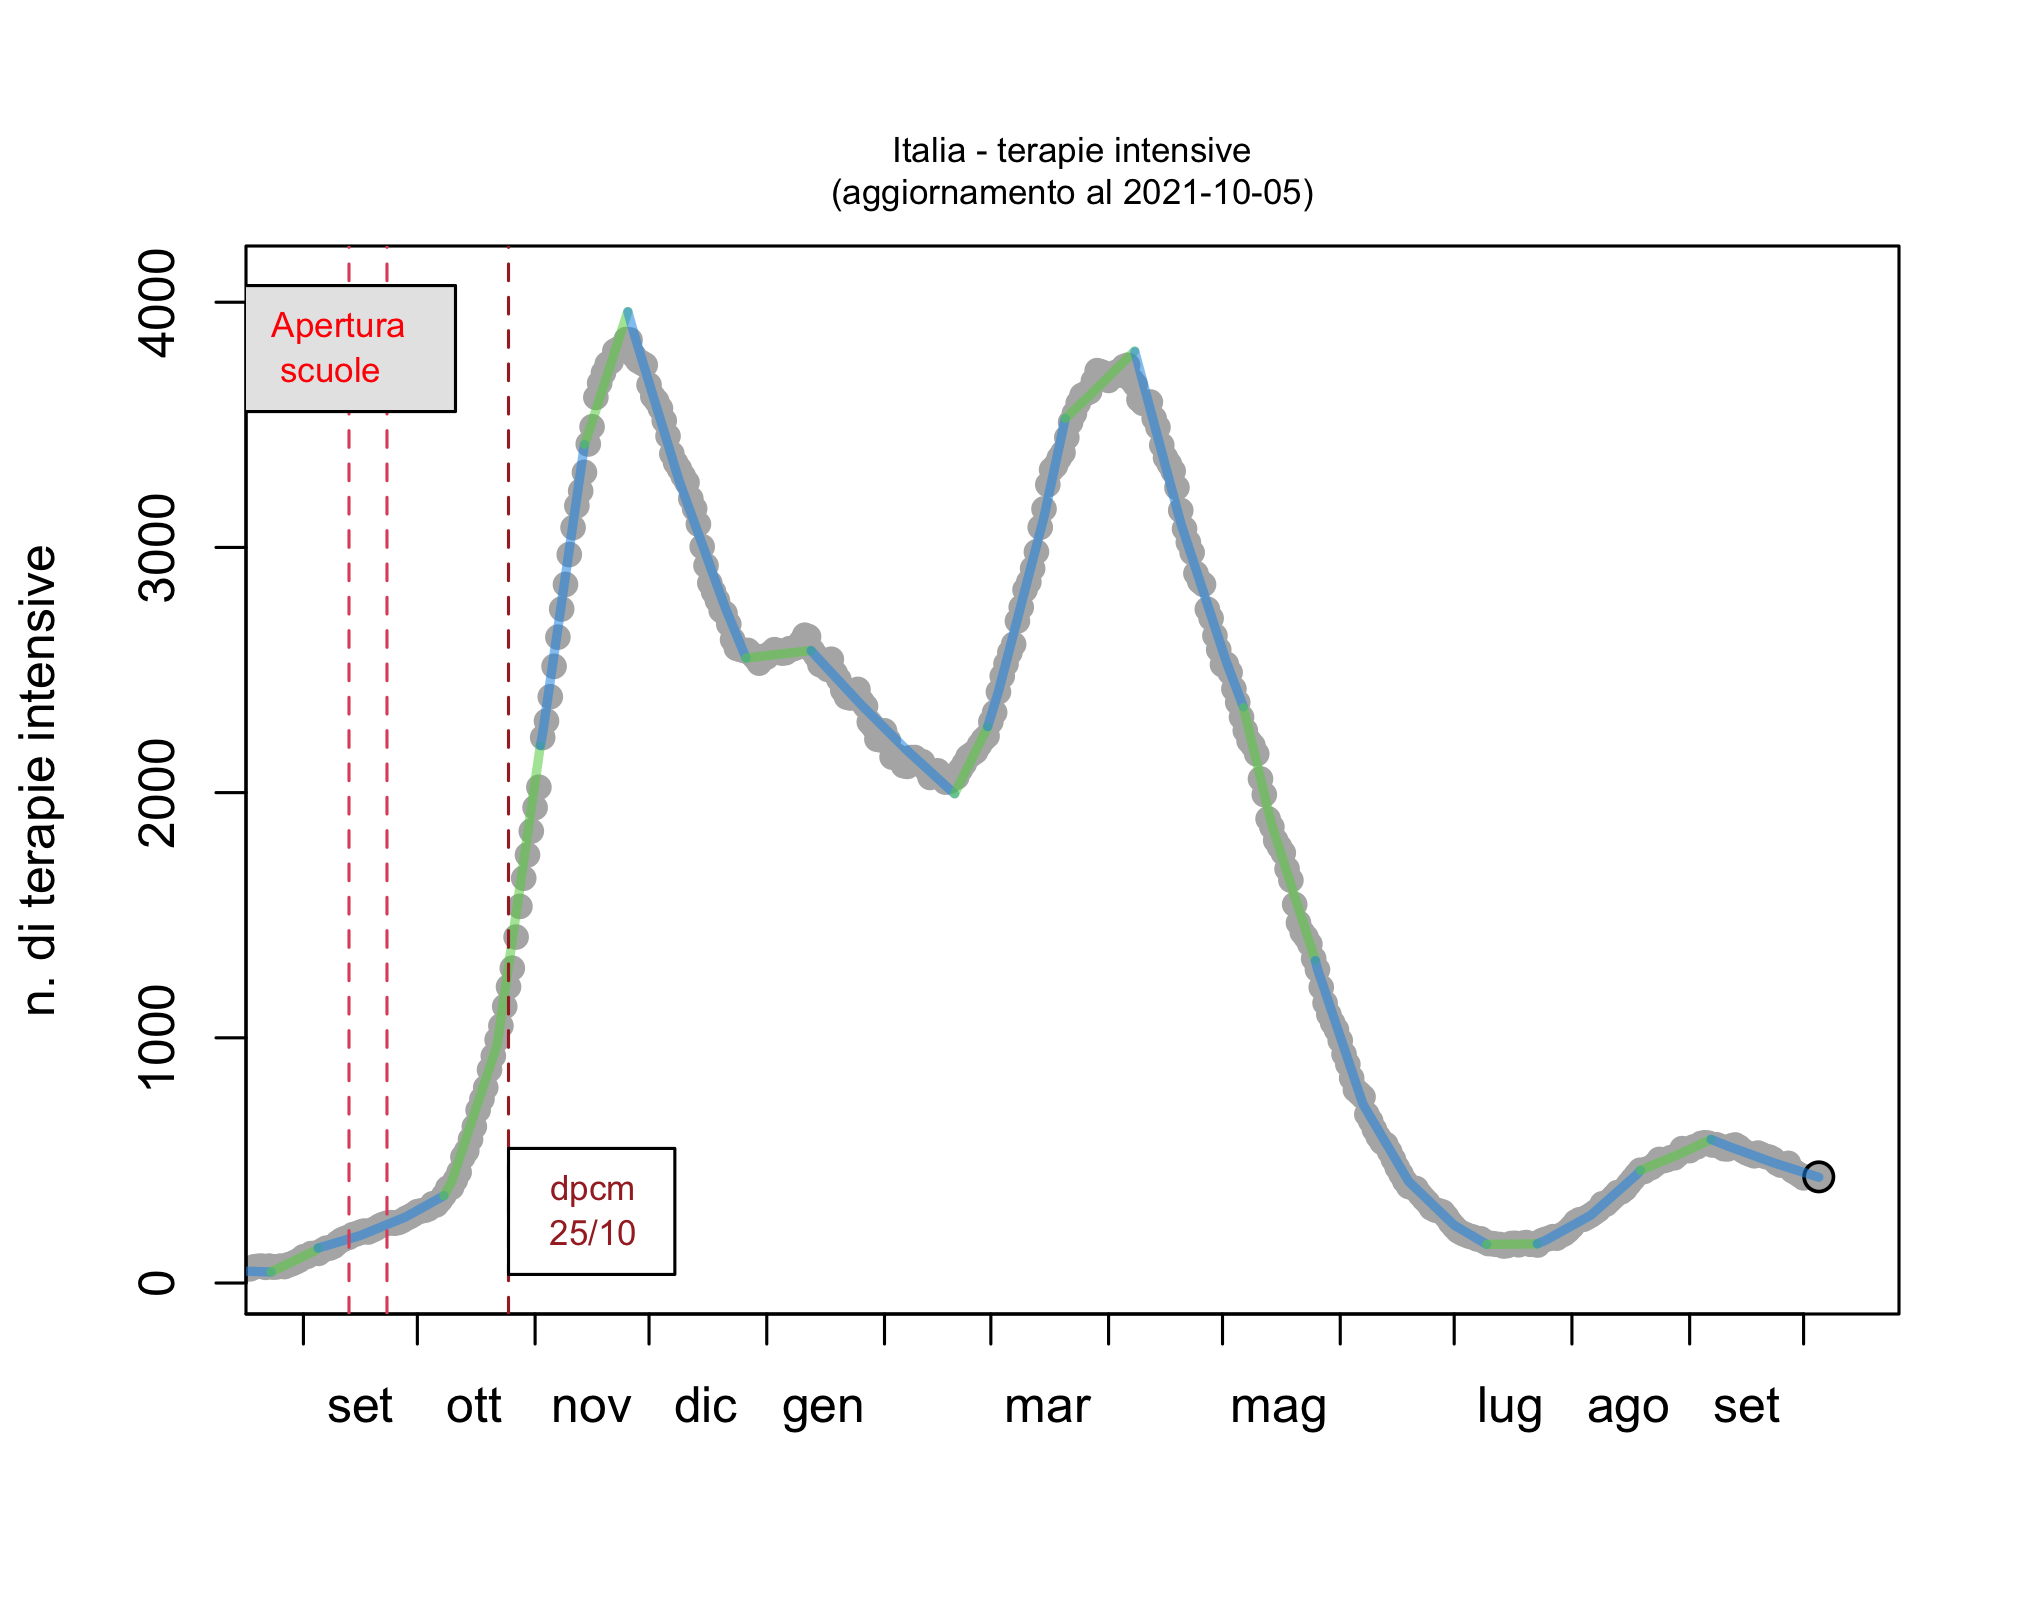 Italia - terapie intensive
(aggiornamento al 2021-10-05)
n. di terapie intensive
4000
3000
2000
1000
0
Apertura
scuole
dpcm
25/10
set ott nov dic gen mar mag lug ago set